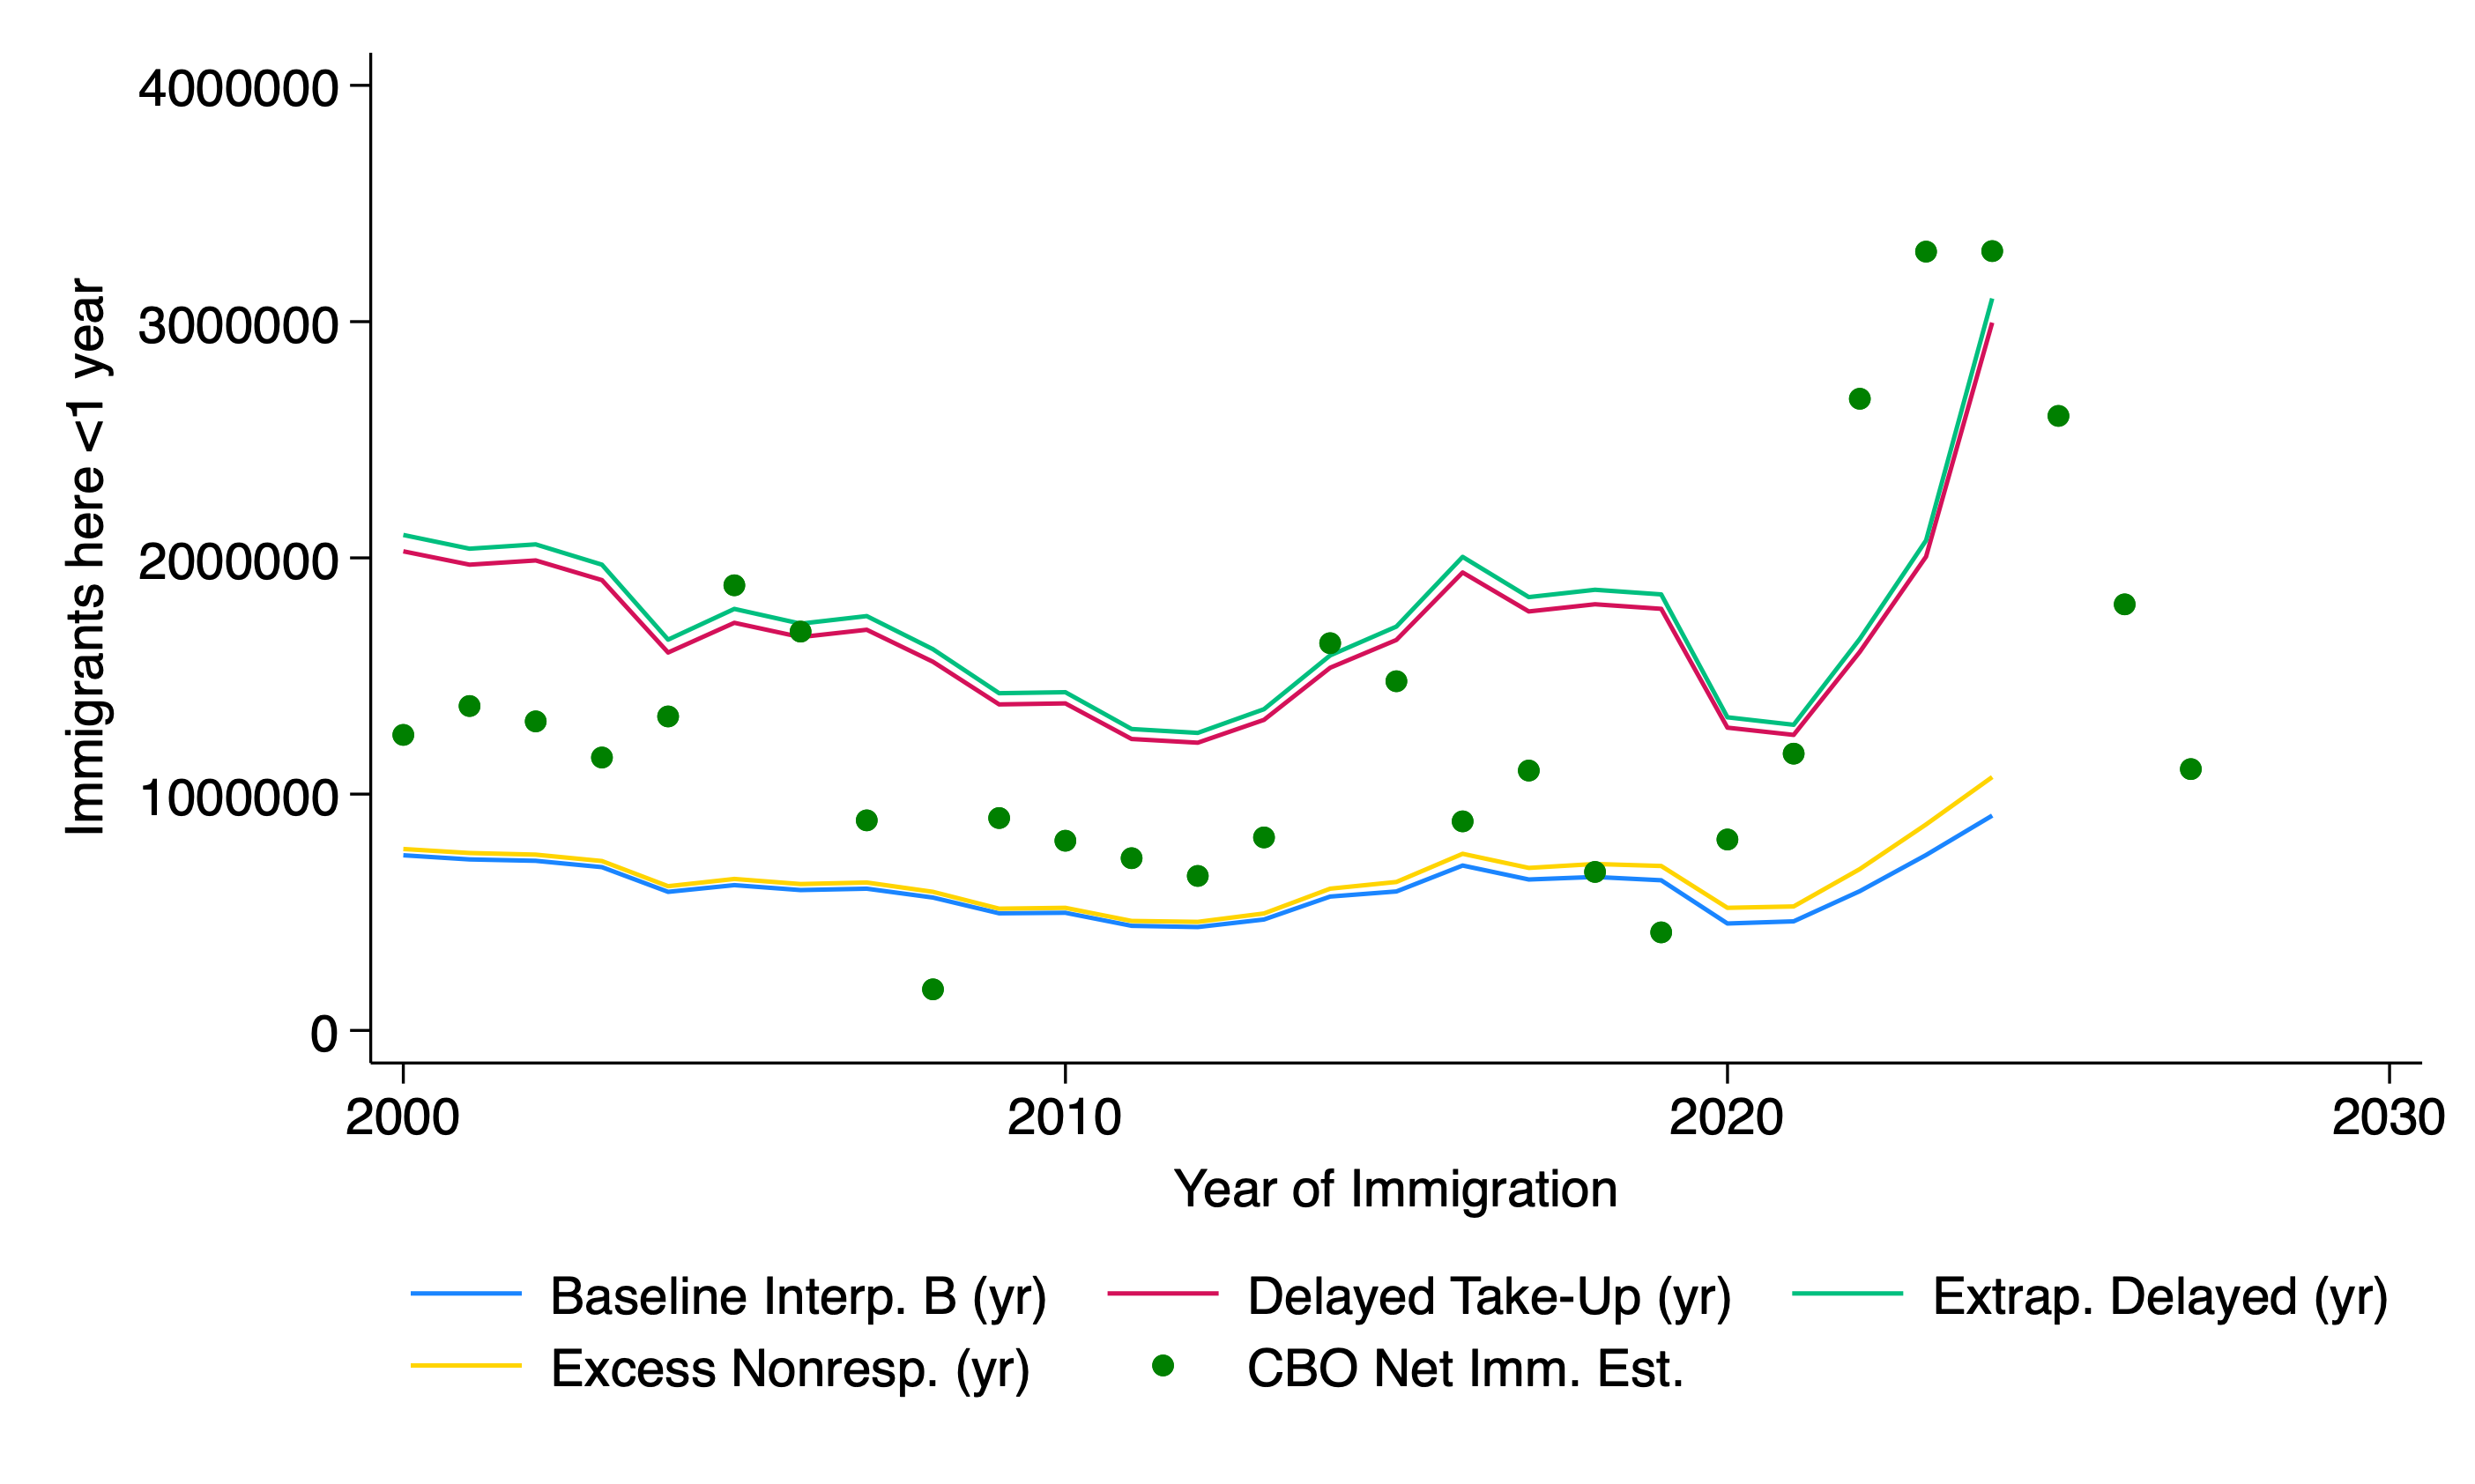 4000000
3000000
2000000
1000000
0
Immigrants here <1 year
2000 2010 2020 2030
Year of Immigration
Baseline Interp. B (yr) Delayed Take-Up (yr) Extrap. Delayed (yr)
Excess Nonresp. (yr) CBO Net Imm. Est.